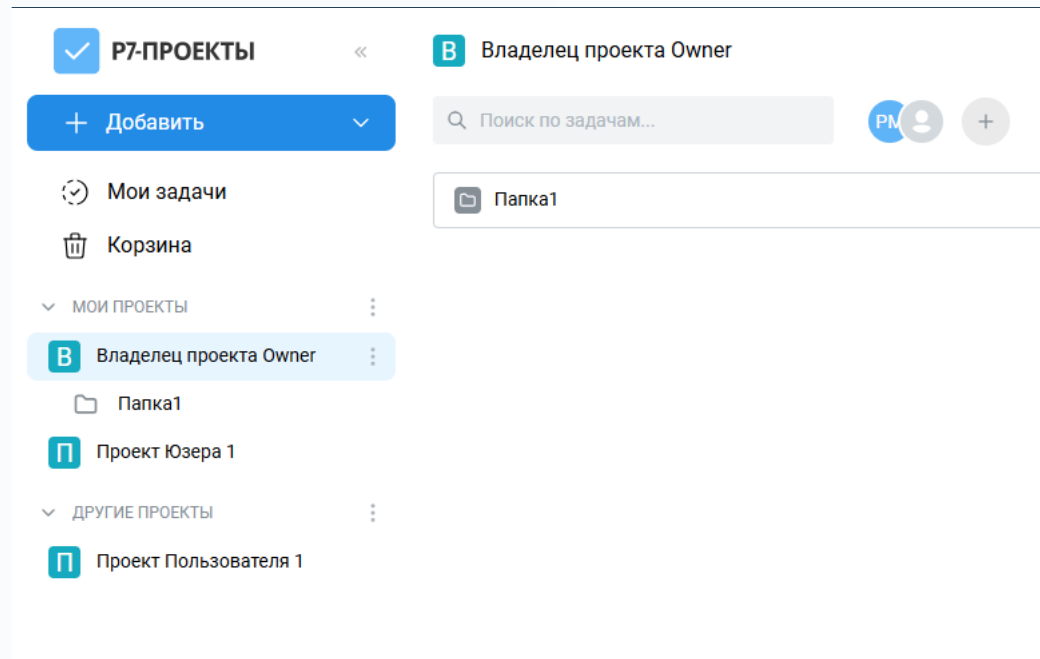 Р7-ПРОЕКТЫ
Добавить
Мои задачи
Корзина
МОИ ПРОЕКТЫ
В Владелец проекта Owner
Папка1
П Проект Юзера 1
ДРУГИЕ ПРОЕКТЫ
П Проект Пользователя 1
В Владелец проекта Owner
Поиск по задачам...
PM
Папка1